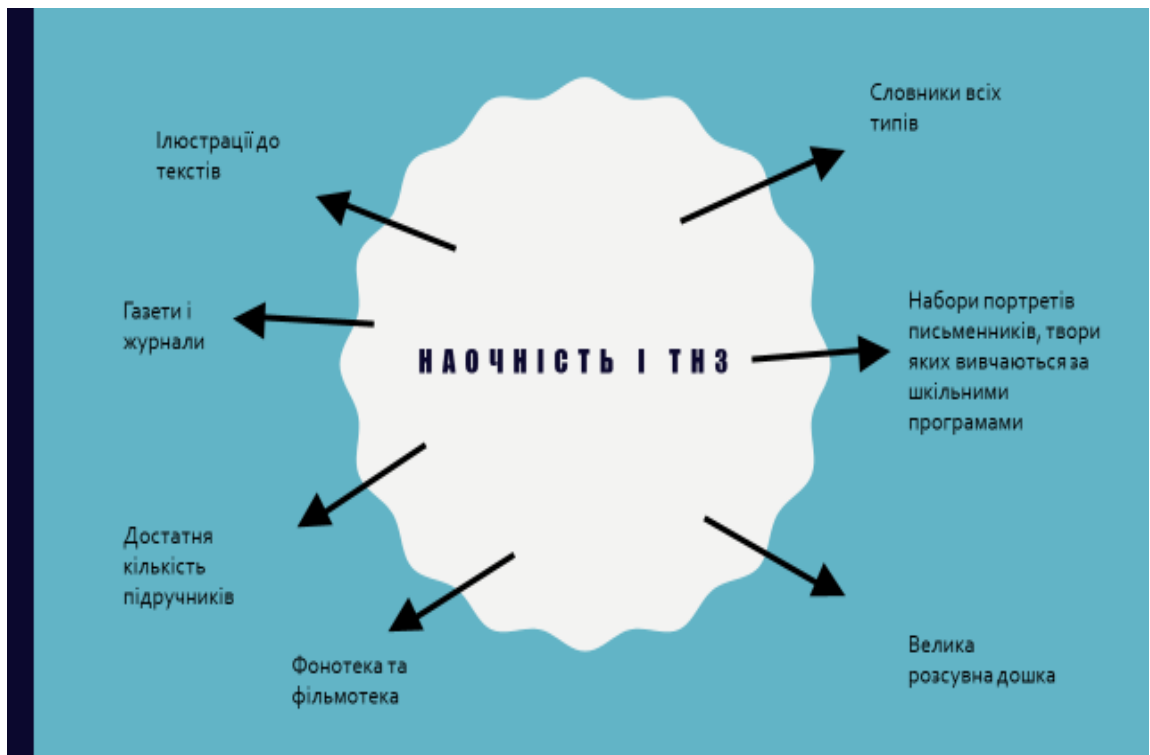 Словники всіх
типів
Ілюстрації до
текстів
Газети і
журнали
Набори портретів
письменників, твори
яких вивчаються за
шкільними
програмами
НАОЧНІСТЬ І ТНЗ
Достатня
кількість
підручників
Фонотека та
фільмотека
Велика
розсувна дошка